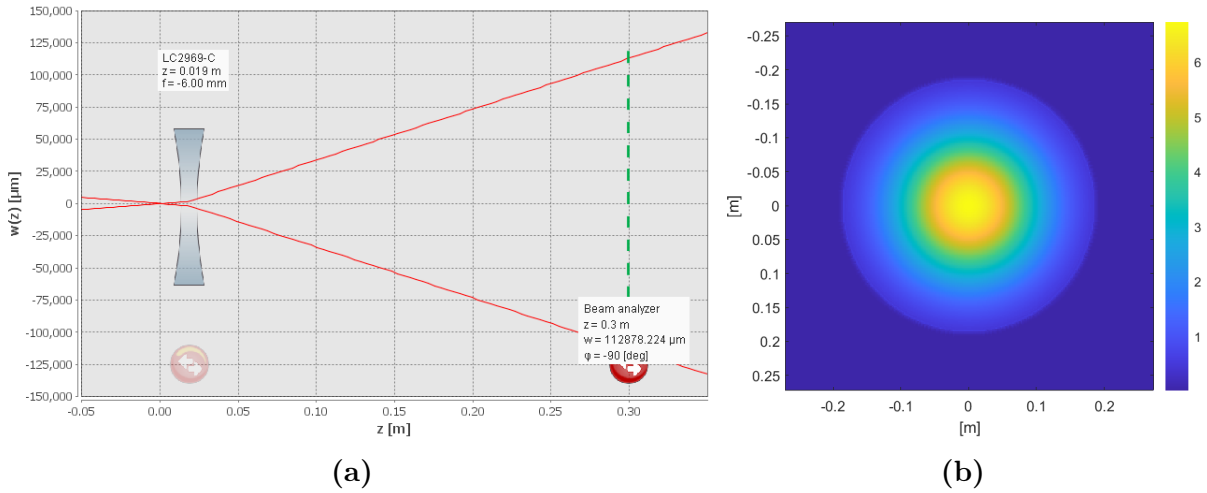 150,000
125,000
100,000
75,000
50,000
25,000
0
-25,000
-50,000
-75,000
-100,000
-125,000
-150,000
w(z) [µm]
LC2969-C
z = 0.019 m
f = -6.00 mm
Beam analyzer
z = 0.3 m
w = 112878.224 µm
φ = -90 [deg]
-0.05 0.00 0.05 0.10 0.15 0.20 0.25 0.30
z [m]
(a)
-0.25
-0.2
-0.15
-0.1
-0.05
0
0.05
0.1
0.15
0.2
0.25
[m]
-0.2 -0.1 0 0.1 0.2
[m]
6
5
4
3
2
1
(b)